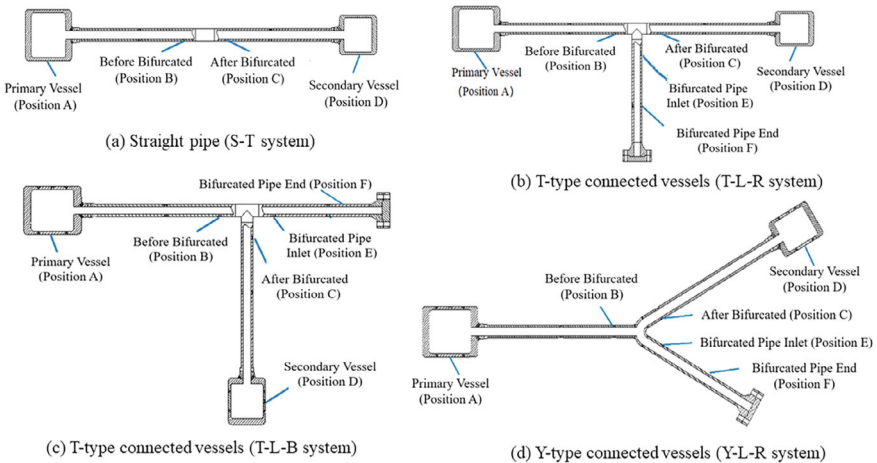 Primary Vessel
(Position A)
Before Bifurcated
(Position B)
After Bifurcated
(Position C)
Secondary Vessel
(Position D)
(a) Straight pipe (S-T system)
Primary Vessel
(Position A)
Before Bifurcated
(Position B)
After Bifurcated
(Position C)
Secondary Vessel
(Position D)
Bifurcated Pipe
Inlet (Position E)
Bifurcated Pipe End
(Position F)
(b) T-type connected vessels (T-L-R system)
Bifurcated Pipe End (Position F)
Primary Vessel
(Position A)
Before Bifurcated
(Position B)
Bifurcated Pipe
Inlet (Position E)
After Bifurcated
(Position C)
Secondary Vessel
(Position D)
(c) T-type connected vessels (T-L-B system)
Before Bifurcated
(Position B)
Secondary Vessel
(Position D)
After Bifurcated (Position C)
Bifurcated Pipe Inlet (Position E)
Bifurcated Pipe End
(Position F)
Primary Vessel
(Position A)
(d) Y-type connected vessels (Y-L-R system)